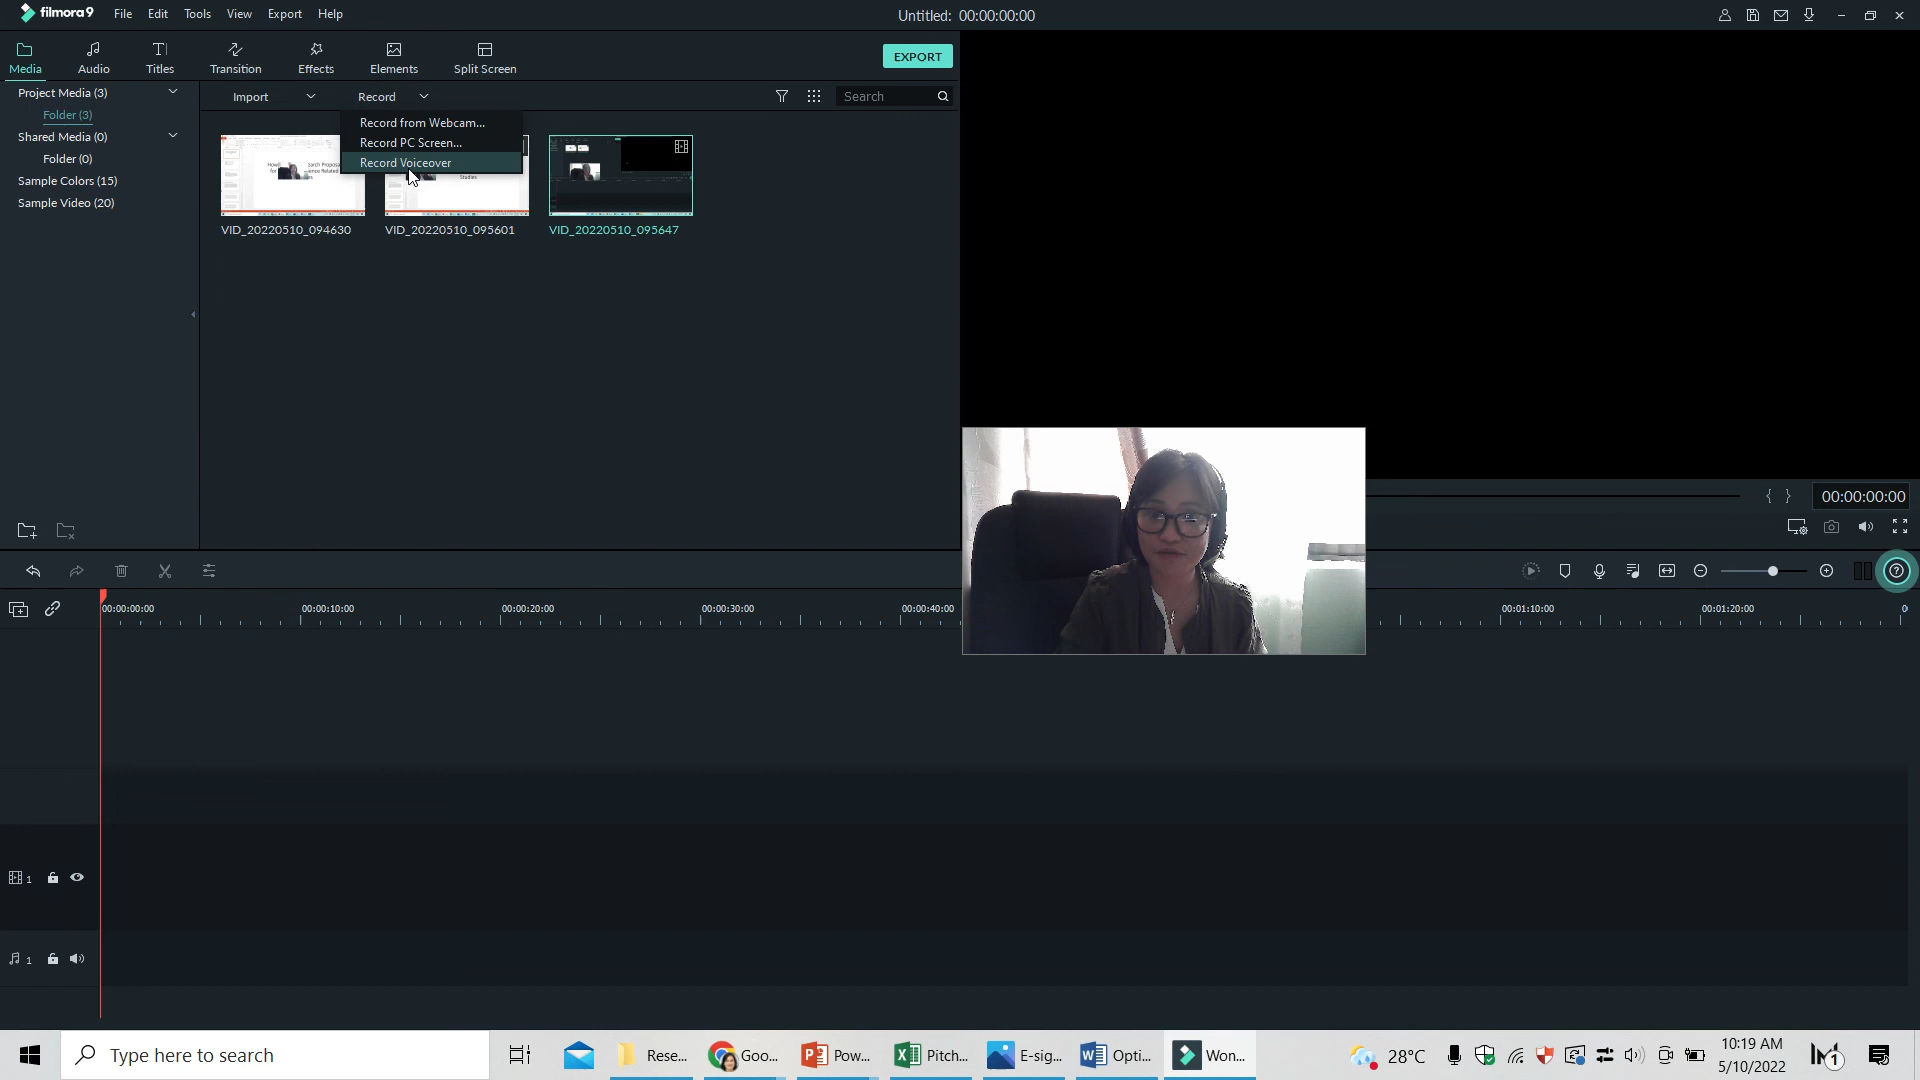 filmora9 File Edit Tools View Export Help Untitled: 00:00:00:00
Media Audio Titles Transition Effects Elements Split Screen EXPORT
Project Media (3)
Folder (3)
Shared Media (0)
Folder (0)
Sample Colors (15)
Sample Video (20)
Import Record Search
Record from Webcam...
Record PC Screen...
Record Voiceover
VID_20220510_094630 VID_20220510_095601 VID_20220510_095647
00:00:00:00
00:00:00:00 00:00:10:00 00:00:20:00 00:00:30:00 00:00:40:00 00:01:10:00 00:01:20:00
1
1
Type here to search Rese... Goo... Pow... Pitch... E-sig... Opti... Won... 28°C 10:19 AM
5/10/2022
1